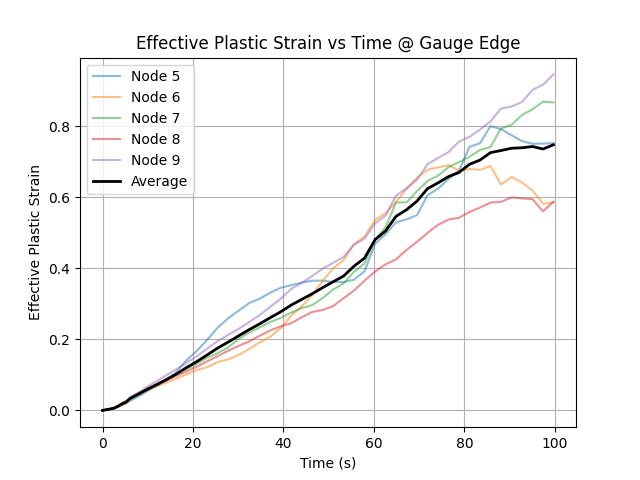 Effective Plastic Strain vs Time @ Gauge Edge
Node 5
Node 6
Node 7
Node 8
Node 9
Average
Effective Plastic Strain
0.8
0.6
0.4
0.2
0.0
0
20
40
60
80
100
Time (s)